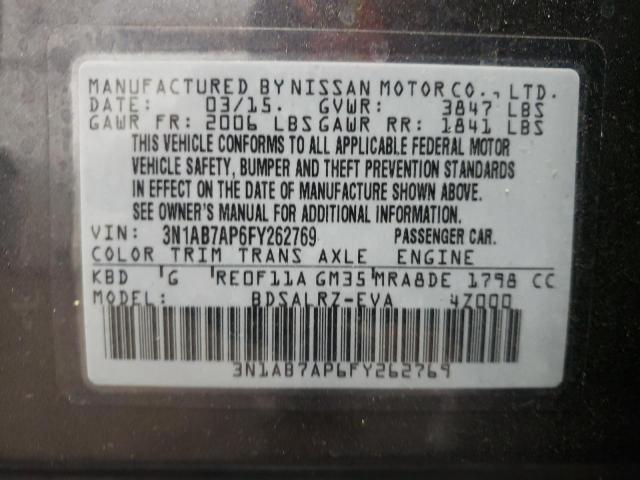 MANUFACTURED BY NISSAN MOTOR CO., LTD.
DATE: 03/15. GVWR: 3847 LBS
GAWR FR: 2006 LBS GAWR RR: 1841 LBS
THIS VEHICLE CONFORMS TO ALL APPLICABLE FEDERAL MOTOR
VEHICLE SAFETY, BUMPER AND THEFT PREVENTION STANDARDS
IN EFFECT ON THE DATE OF MANUFACTURE SHOWN ABOVE.
SEE OWNER'S MANUAL FOR ADDITIONAL INFORMATION.
VIN: 3N1AB7AP6FY262769 PASSENGER CAR.
COLOR TRIM TRANS AXLE ENGINE
KBD 'G 'RE0F11A GM35 MRA8DE 1798 CC
MODEL: BDSALRZ-EVA 4Z000
3N1AB7AP6FY262769